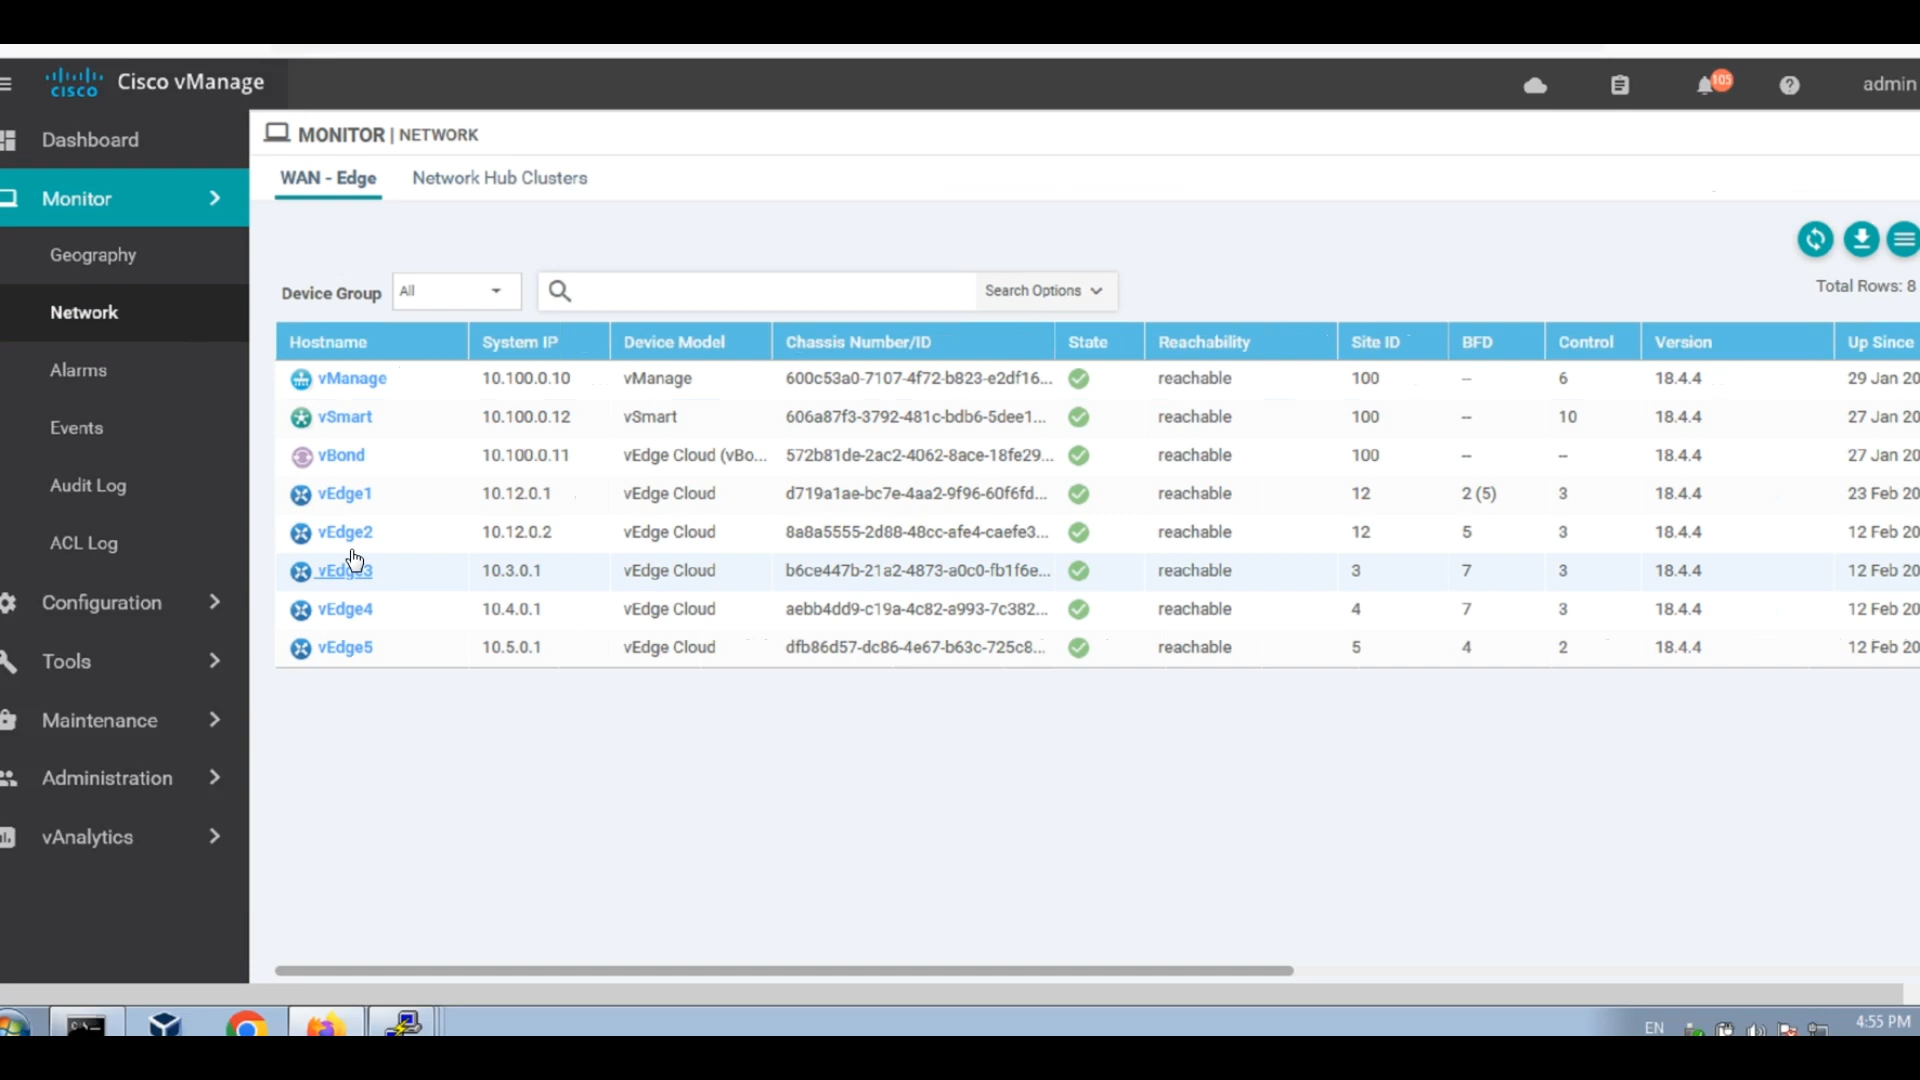 cisco Cisco vManage
105
admin
Dashboard
Monitor
Geography
Network
Alarms
Events
Audit Log
ACL Log
Configuration
Tools
Maintenance
Administration
vAnalytics
MONITOR | NETWORK
WAN - Edge Network Hub Clusters
Total Rows: 8
Device Group All Search Options
Hostname System IP Device Model Chassis Number/ID State Reachability Site ID BFD Control Version Up Since
vManage 10.100.0.10 vManage 600c53a0-7107-4f72-b823-e2df16... reachable 100 -- 6 18.4.4 29 Jan 20
vSmart 10.100.0.12 vSmart 606a87f3-3792-481c-bdb6-5dee1... reachable 100 -- 10 18.4.4 27 Jan 20
vBond 10.100.0.11 vEdge Cloud (vBo... 572b81de-2ac2-4062-8ace-18fe29... reachable 100 -- -- 18.4.4 27 Jan 20
vEdge1 10.12.0.1 vEdge Cloud d719a1ae-bc7e-4aa2-9f96-60f6fd... reachable 12 2 (5) 3 18.4.4 23 Feb 20
vEdge2 10.12.0.2 vEdge Cloud 8a8a5555-2d88-48cc-afe4-caefe3... reachable 12 5 3 18.4.4 12 Feb 20
vEdge3 10.3.0.1 vEdge Cloud b6ce447b-21a2-4873-a0c0-fb1f6e... reachable 3 7 3 18.4.4 12 Feb 20
vEdge4 10.4.0.1 vEdge Cloud aebb4dd9-c19a-4c82-a993-7c382... reachable 4 7 3 18.4.4 12 Feb 20
vEdge5 10.5.0.1 vEdge Cloud dfb86d57-dc86-4e67-b63c-725c8... reachable 5 4 2 18.4.4 12 Feb 20
EN 4:55 PM